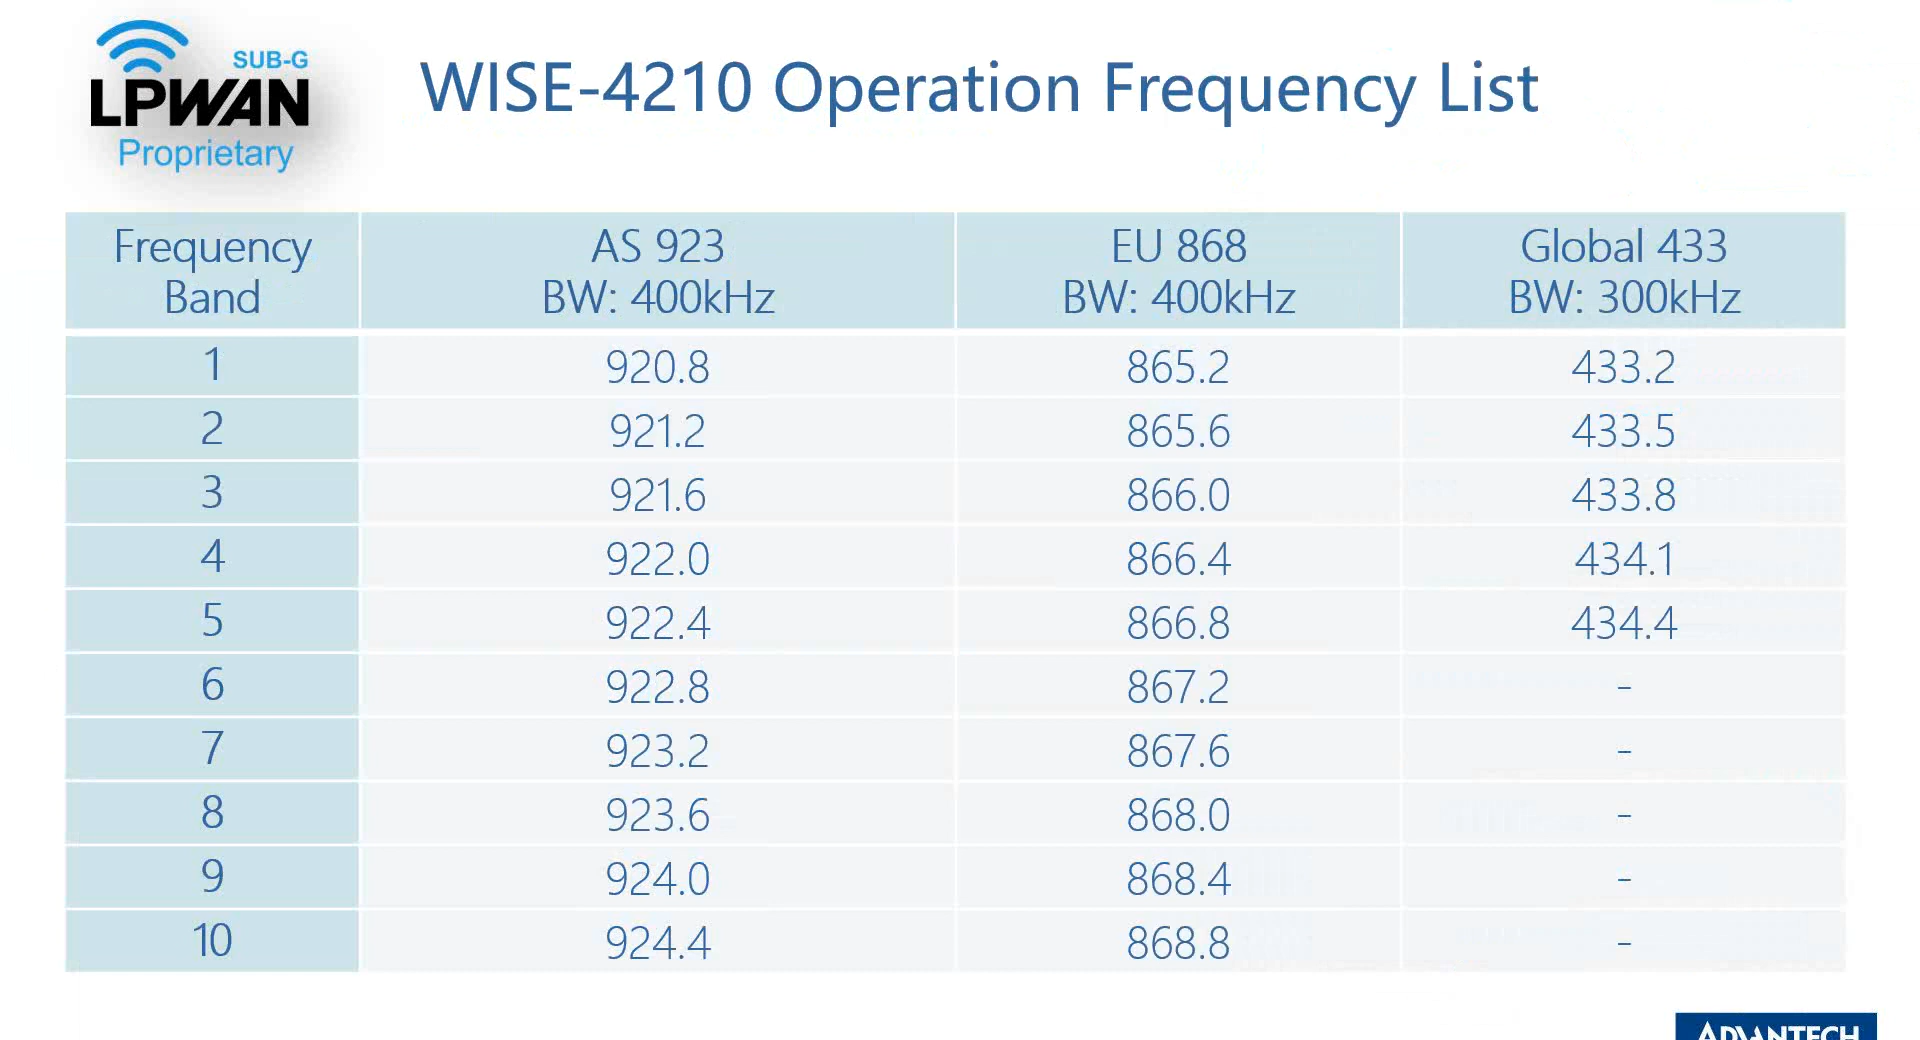 SUB-G
LPWAN
Proprietary
WISE-4210 Operation Frequency List
Frequency Band AS 923 BW: 400kHz EU 868 BW: 400kHz Global 433 BW: 300kHz
1 920.8 865.2 433.2
2 921.2 865.6 433.5
3 921.6 866.0 433.8
4 922.0 866.4 434.1
5 922.4 866.8 434.4
6 922.8 867.2 -
7 923.2 867.6 -
8 923.6 868.0 -
9 924.0 868.4 -
10 924.4 868.8 -
ADVANTECH